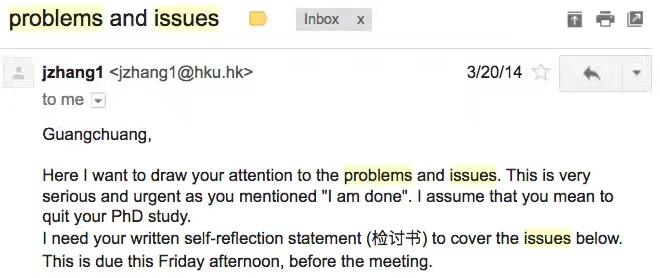 problems and issues
Inbox x
jzhang1 <jzhang1@hku.hk>
3/20/14
to me
Guangchuang,
Here I want to draw your attention to the problems and issues. This is very
serious and urgent as you mentioned "I am done". I assume that you mean to
quit your PhD study.
I need your written self-reflection statement (检讨书) to cover the issues below.
This is due this Friday afternoon, before the meeting.